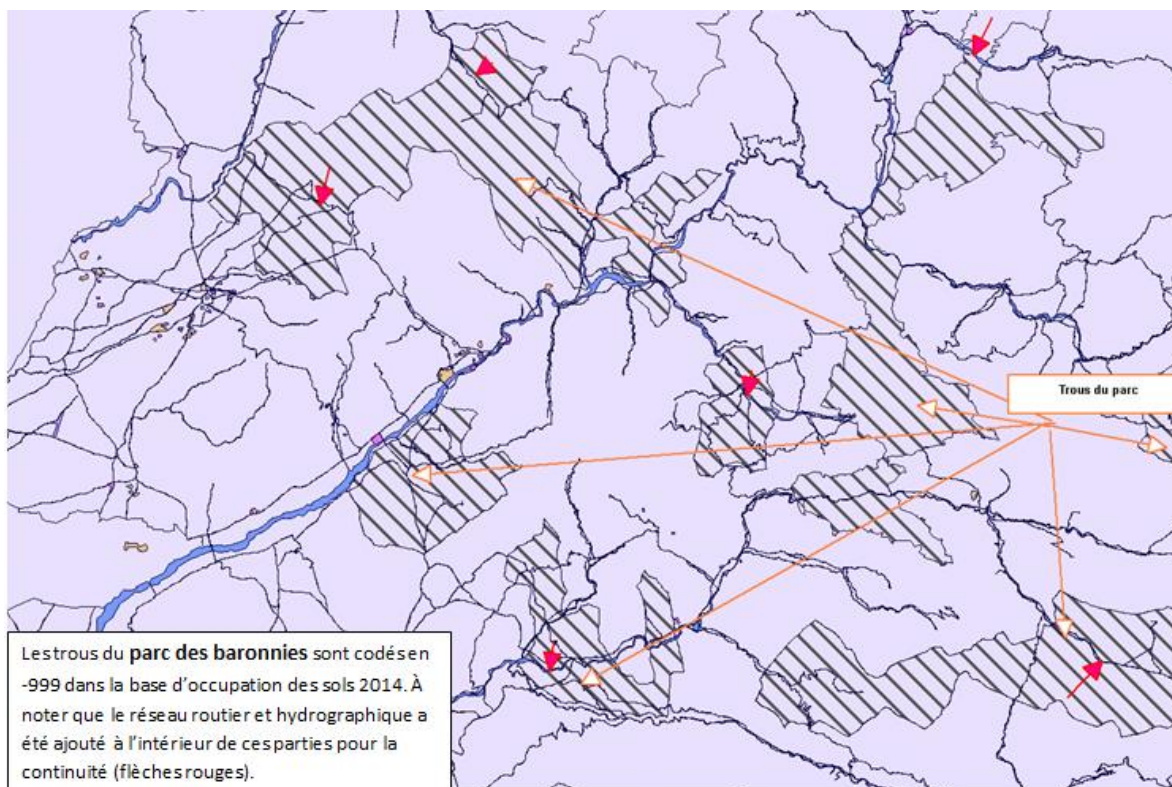 Trous du parc
Les trous du parc des baronnies sont codés en
-999 dans la base d’occupation des sols 2014. À
noter que le réseau routier et hydrographique a
été ajouté à l’intérieur de ces parties pour la
continuité (flèches rouges).